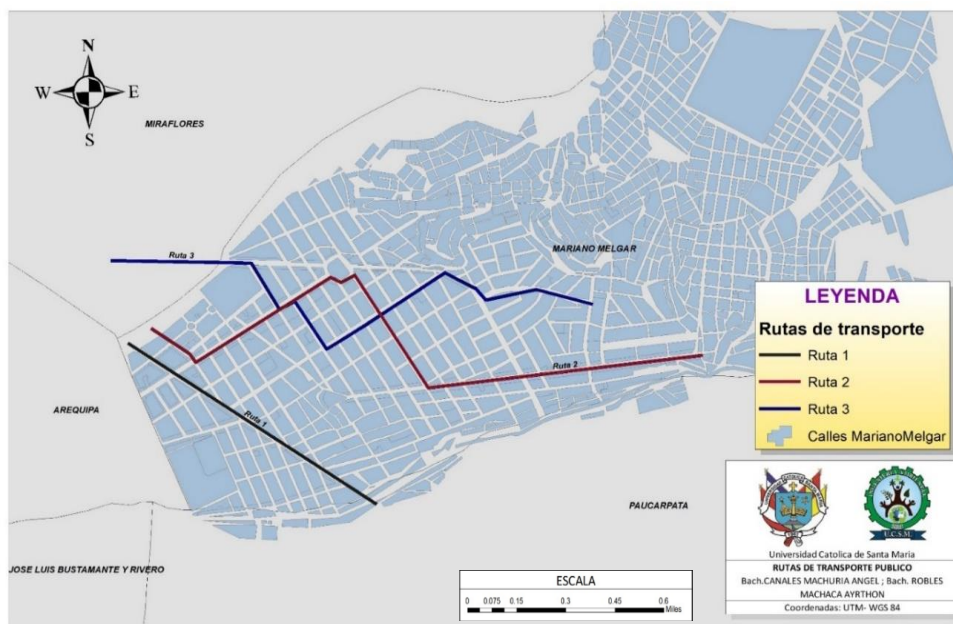 N
W E
S
MIRAFLORES
Ruta 3
MARIANO MELGAR
LEYENDA
Rutas de transporte
Ruta 1
Ruta 2
Ruta 3
Calles MarianoMelgar
Ruta 2
AREQUIPA
Ruta 1
PAUCARPATA
JOSE LUIS BUSTAMANTE Y RIVERO
ESCALA
0 0.075 0.15 0.3 0.45 0.6
Miles
U.C.S.M.
Universidad Catolica de Santa Maria
RUTAS DE TRANSPORTE PUBLICO
Bach.CANALES MACHURIA ANGEL ; Bach. ROBLES
MACHACA AYRTHON
Coordenadas: UTM- WGS 84